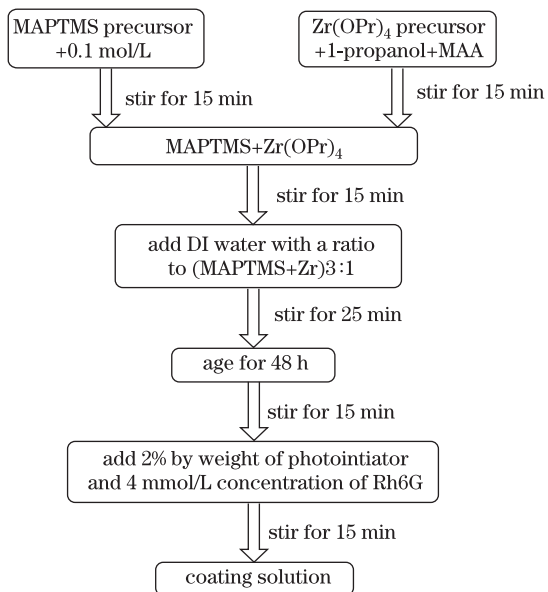 MAPTMS precursor
+0.1 mol/L
Zr(OPr)₄ precursor
+1-propanol+MAA
stir for 15 min
stir for 15 min
MAPTMS+Zr(OPr)₄
stir for 15 min
add DI water with a ratio
to (MAPTMS+Zr)3∶1
stir for 25 min
age for 48 h
stir for 15 min
add 2% by weight of photointiator
and 4 mmol/L concentration of Rh6G
stir for 15 min
coating solution